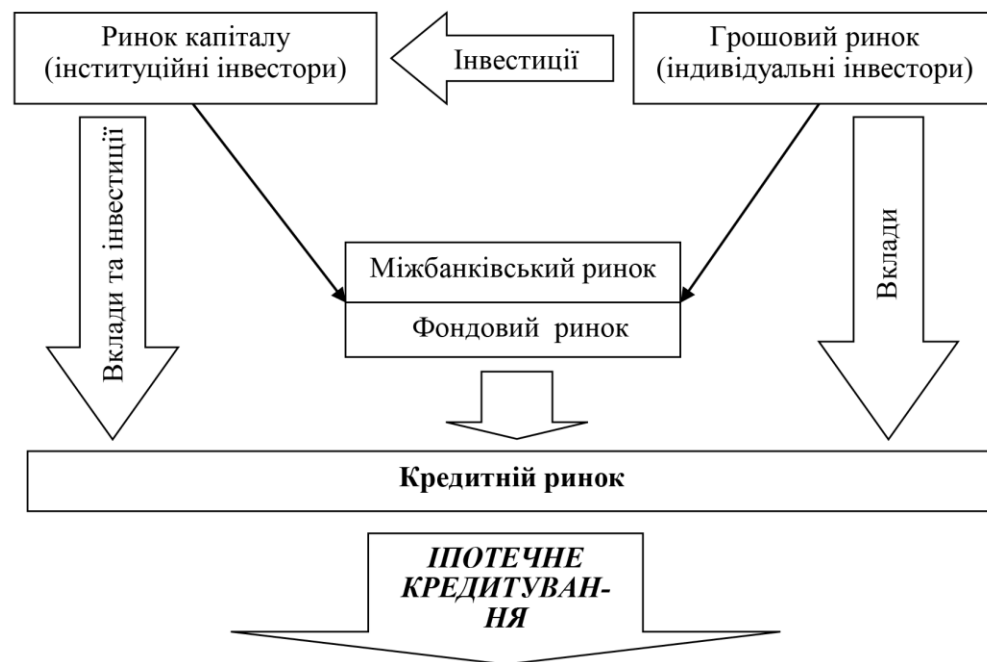 Ринок капіталу
(інституційні інвестори)
Інвестиції
Грошовий ринок
(індивідуальні інвестори)
Вклади та інвестиції
Міжбанківський ринок
Фондовий ринок
Вклади
Кредитній ринок
ІПОТЕЧНЕ
КРЕДИТУВАН-
НЯ